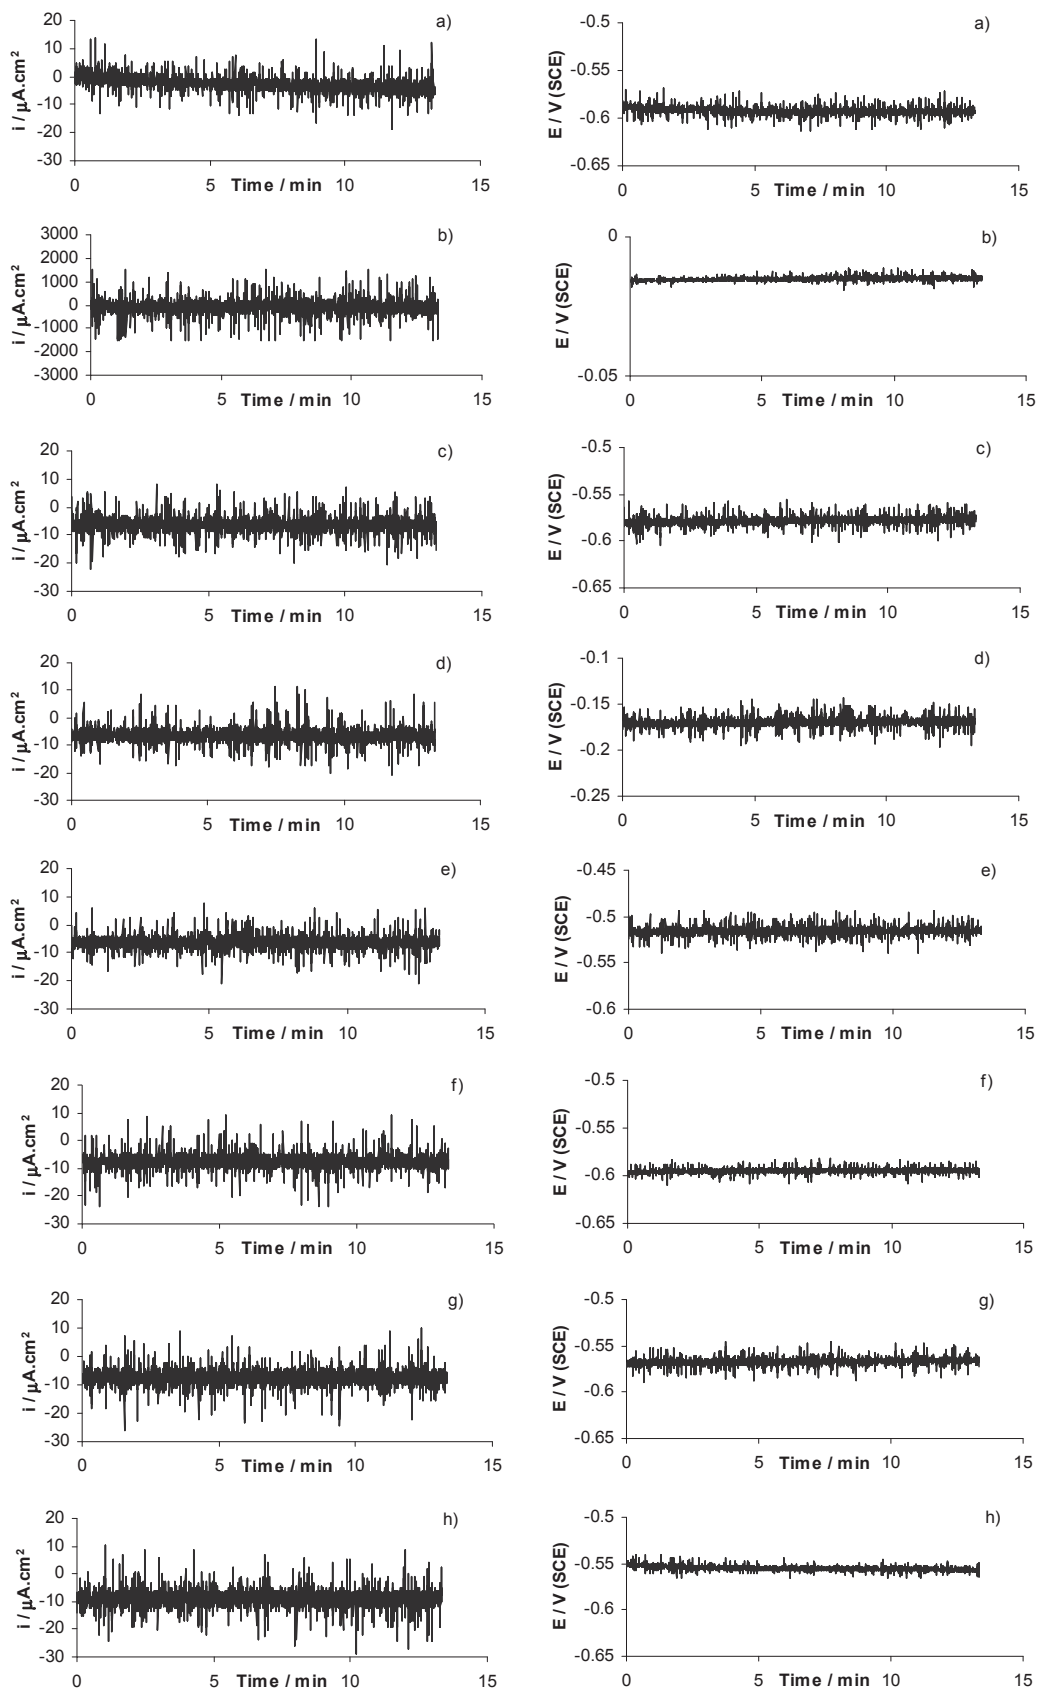 a)
i / µA.cm²
20
10
0
-10
-20
-30
0 5 Time / min 10 15
a)
E / V (SCE)
-0.5
-0.55
-0.6
-0.65
0 5 Time / min 10 15
b)
i / µA.cm²
3000
2000
1000
0
-1000
-2000
-3000
0 5 Time / min 10 15
b)
E / V (SCE)
0
-0.05
0 5 Time / min 10 15
c)
i / µA.cm²
20
10
0
-10
-20
-30
0 5 Time / min 10 15
c)
E / V (SCE)
-0.5
-0.55
-0.6
-0.65
0 5 Time / min 10 15
d)
i / µA.cm²
20
10
0
-10
-20
-30
0 5 Time / min 10 15
d)
E / V (SCE)
-0.1
-0.15
-0.2
-0.25
0 5 Time / min 10 15
e)
i / µA.cm²
20
10
0
-10
-20
-30
0 5 Time / min 10 15
e)
E / V (SCE)
-0.45
-0.5
-0.55
-0.6
0 5 Time / min 10 15
f)
i / µA.cm²
20
10
0
-10
-20
-30
0 5 Time / min 10 15
f)
E / V (SCE)
-0.5
-0.55
-0.6
-0.65
0 5 Time / min 10 15
g)
i / µA.cm²
20
10
0
-10
-20
-30
0 5 Time / min 10 15
g)
E / V (SCE)
-0.5
-0.55
-0.6
-0.65
0 5 Time / min 10 15
h)
i / µA.cm²
20
10
0
-10
-20
-30
0 5 Time / min 10 15
h)
E / V (SCE)
-0.5
-0.55
-0.6
-0.65
0 5 Time / min 10 15